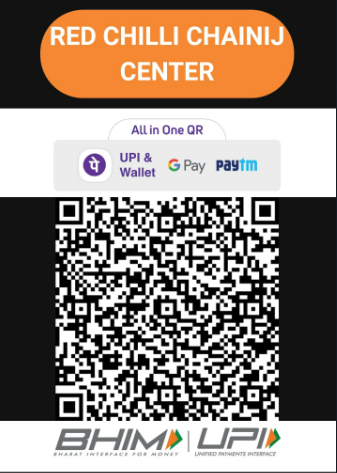 RED CHILLI CHAINIJ
CENTER
All in One QR
पे UPI &
Wallet
G Pay
paytm
BHIM
BHARAT INTERFACE FOR MONEY
UPI
UNIFIED PAYMENTS INTERFACE